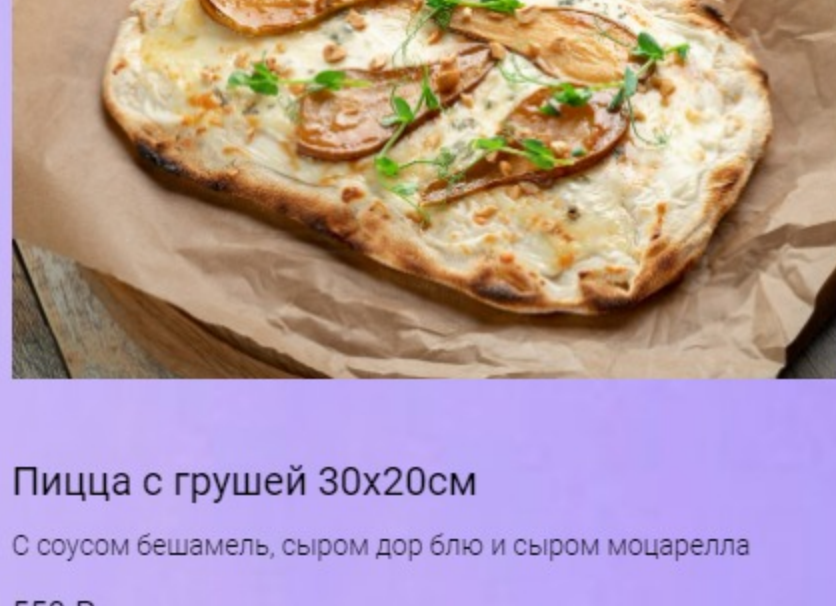 Пицца с грушей 30х20см
С соусом бешамель, сыром дор блю и сыром моцарелла